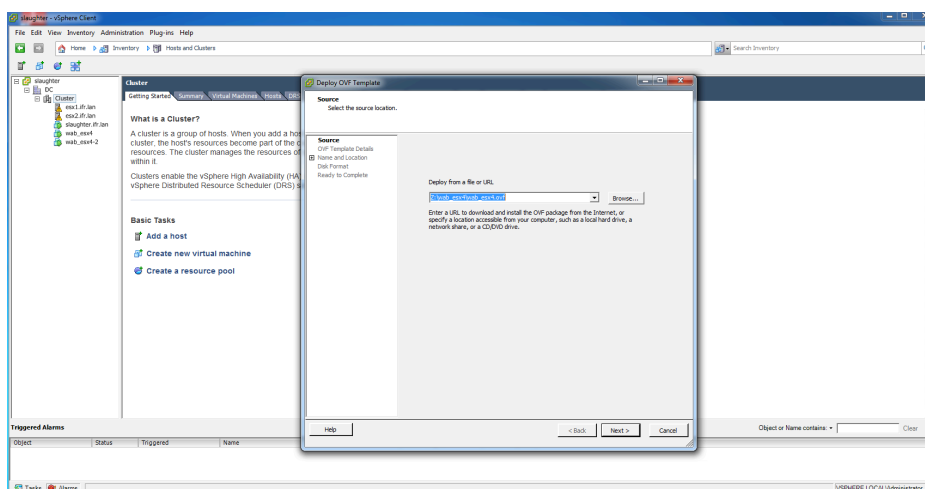 slaughter - vSphere Client
File Edit View Inventory Administration Plug-ins Help
Home
Inventory
Hosts and Clusters
Search Inventory
slaughter
DC
Cluster
esx1.ifr.lan
esx2.ifr.lan
slaughter.ifr.lan
wab_esx4
wab_esx4-2
Cluster
Getting Started Summary Virtual Machines Hosts DRS
What is a Cluster?
A cluster is a group of hosts. When you add a hos
cluster, the host's resources become part of the c
resources. The cluster manages the resources of
within it.
Clusters enable the vSphere High Availability (HA
vSphere Distributed Resource Scheduler (DRS) s
Basic Tasks
Add a host
Create new virtual machine
Create a resource pool
Deploy OVF Template
Source
Select the source location.
Source
OVF Template Details
Name and Location
Disk Format
Ready to Complete
Deploy from a file or URL
Browse...
Enter a URL to download and install the OVF package from the Internet, or
specify a location accessible from your computer, such as a local hard drive, a
network share, or a CD/DVD drive.
Help
< Back
Next >
Cancel
Triggered Alarms
Object or Name contains:
Clear
Object Status Triggered Name
Tasks Alarms
VSPHERE.LOCAL\Administrator